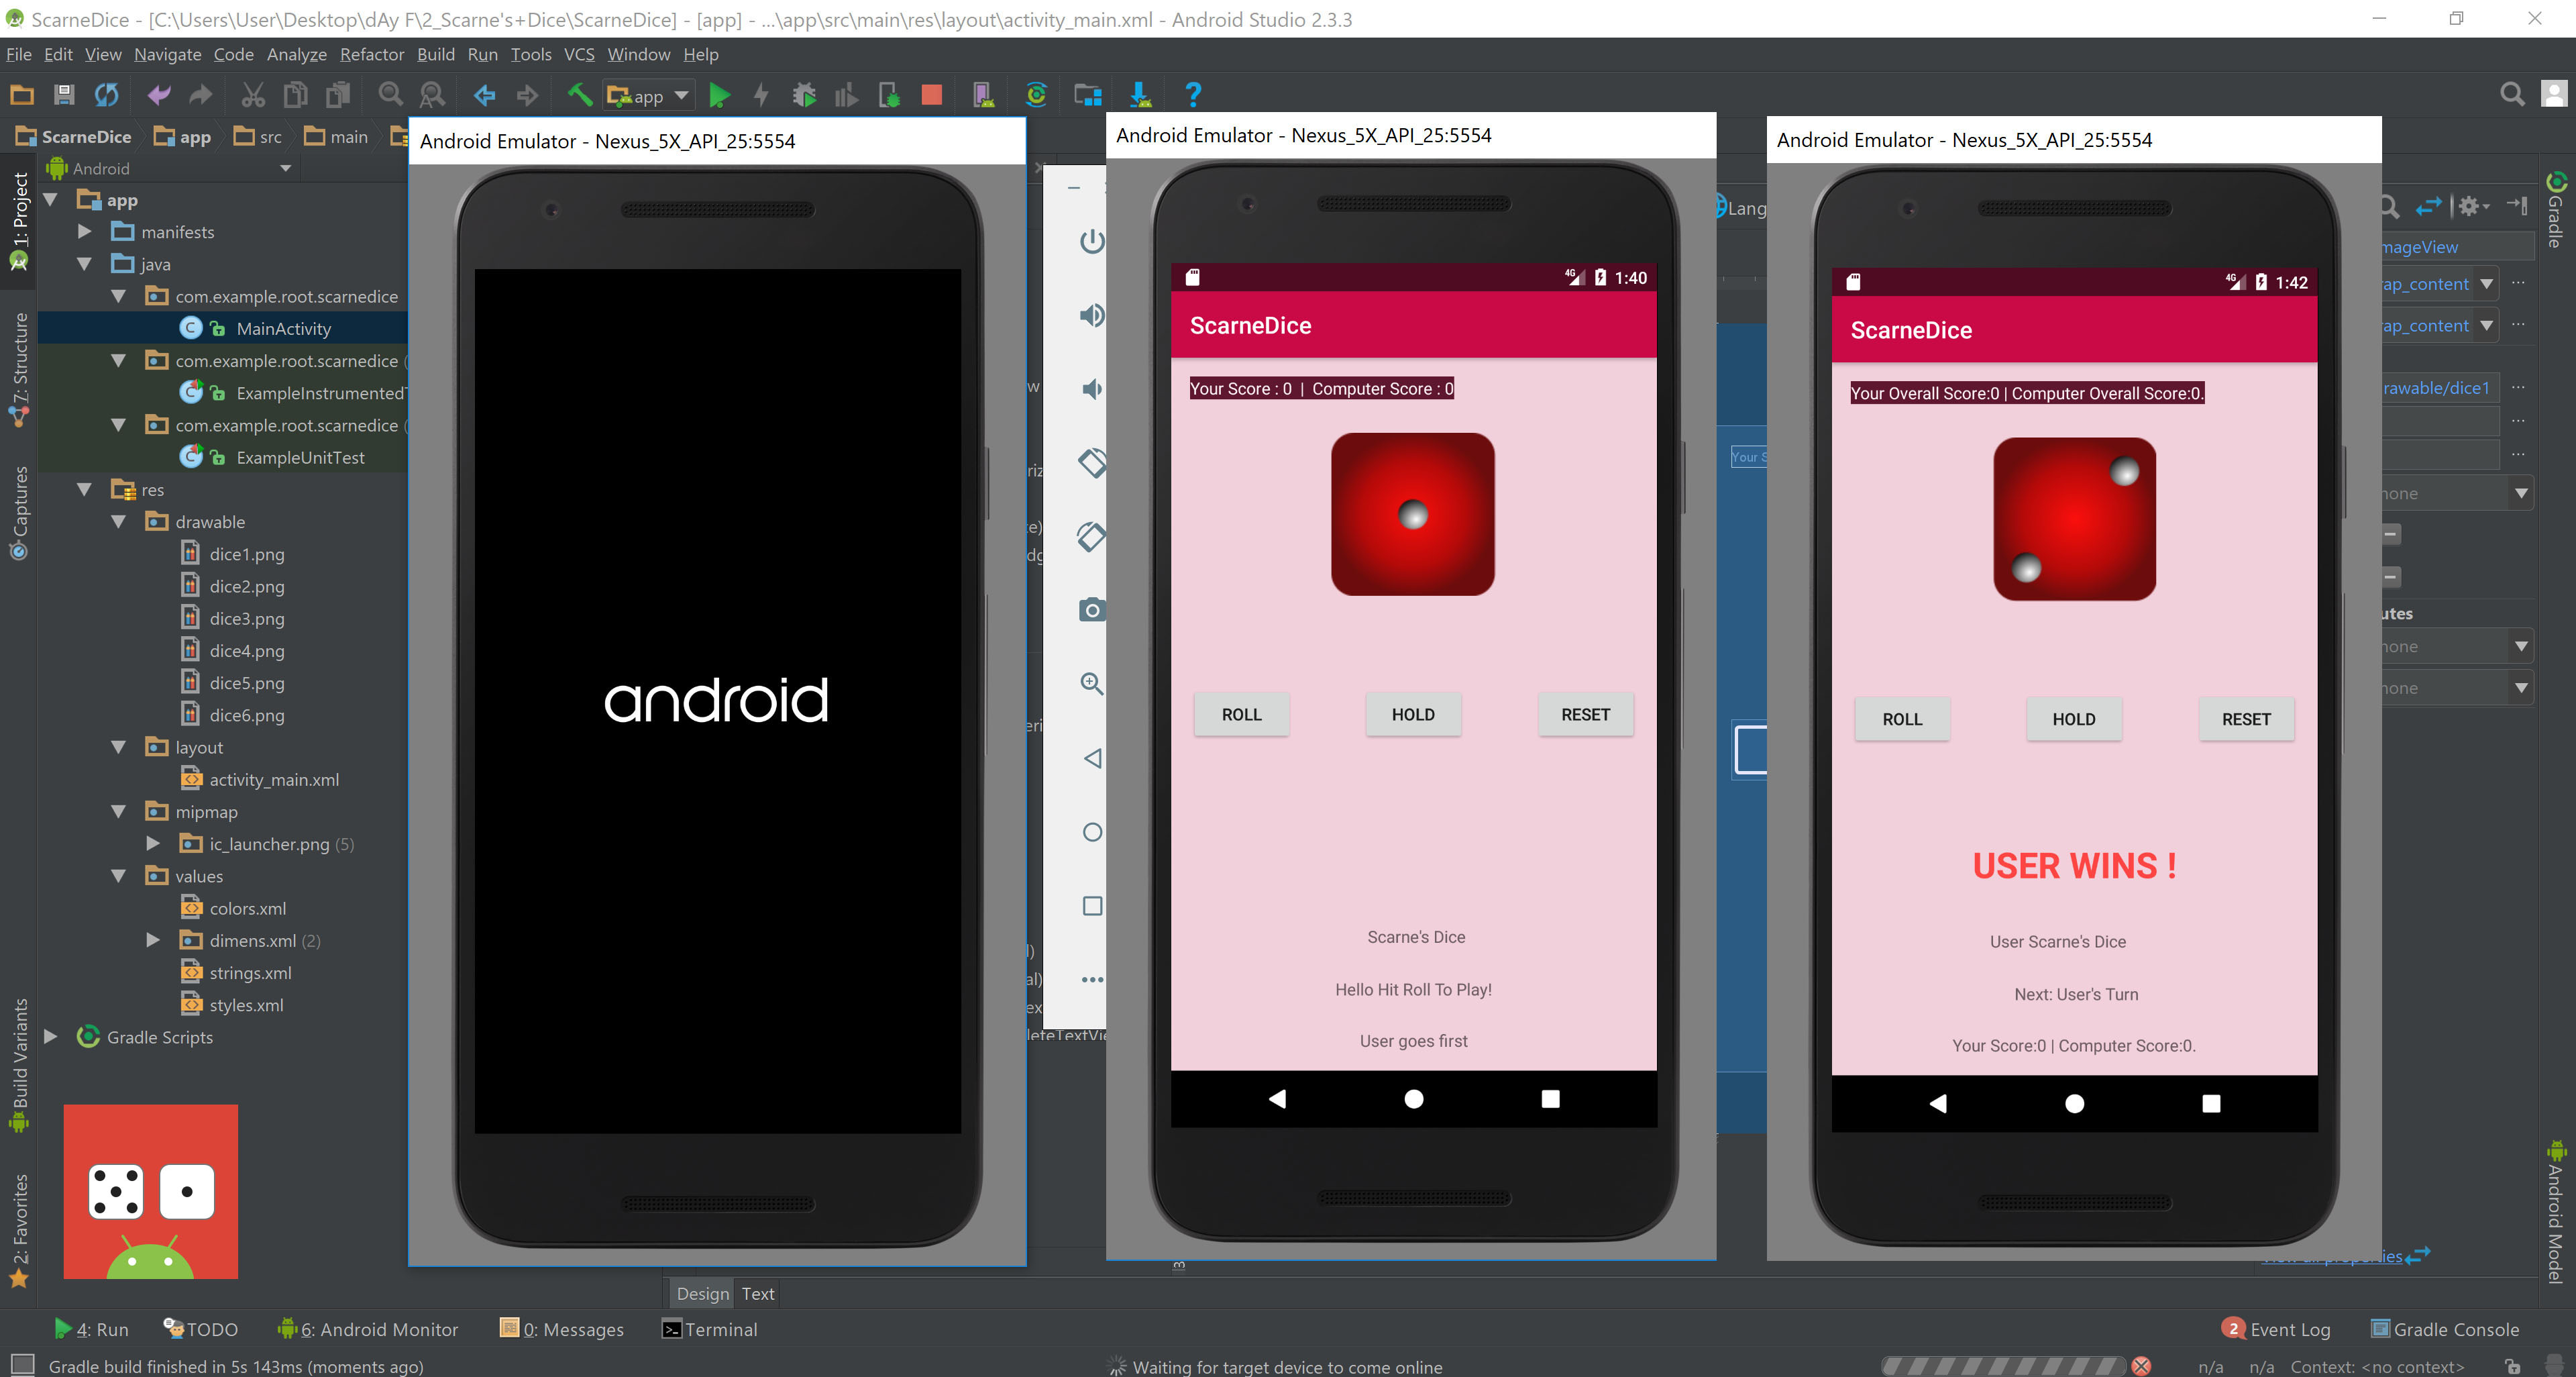 ScarneDice - [C:\Users\User\Desktop\dAy F\2_Scarne's+Dice\ScarneDice] - [app] - ...\app\src\main\res\layout\activity_main.xml - Android Studio 2.3.3
File Edit View Navigate Code Analyze Refactor Build Run Tools VCS Window Help
app
ScarneDice app src main
1: Project
7: Structure
Captures
Build Variants
2: Favorites
Android
app
manifests
java
com.example.root.scarnedice
MainActivity
com.example.root.scarnedice (
ExampleInstrumentedT
com.example.root.scarnedice (
ExampleUnitTest
res
drawable
dice1.png
dice2.png
dice3.png
dice4.png
dice5.png
dice6.png
layout
activity_main.xml
mipmap
ic_launcher.png (5)
values
colors.xml
dimens.xml (2)
strings.xml
styles.xml
Gradle Scripts
Android Emulator - Nexus_5X_API_25:5554
android
Android Emulator - Nexus_5X_API_25:5554
4G 1:40
ScarneDice
Your Score : 0 | Computer Score : 0
ROLL HOLD RESET
Scarne's Dice
Hello Hit Roll To Play!
User goes first
Lang
Your S
Android Emulator - Nexus_5X_API_25:5554
4G 1:42
ScarneDice
Your Overall Score:0 | Computer Overall Score:0.
ROLL HOLD RESET
USER WINS !
User Scarne's Dice
Next: User's Turn
Your Score:0 | Computer Score:0.
mageView
ap_content
ap_content
rawable/dice1
none
utes
none
none
Gradle
Android Model
Design Text
4: Run TODO 6: Android Monitor 0: Messages Terminal
2 Event Log Gradle Console
Gradle build finished in 5s 143ms (moments ago)
Waiting for target device to come online
n/a n/a Context: <no context>